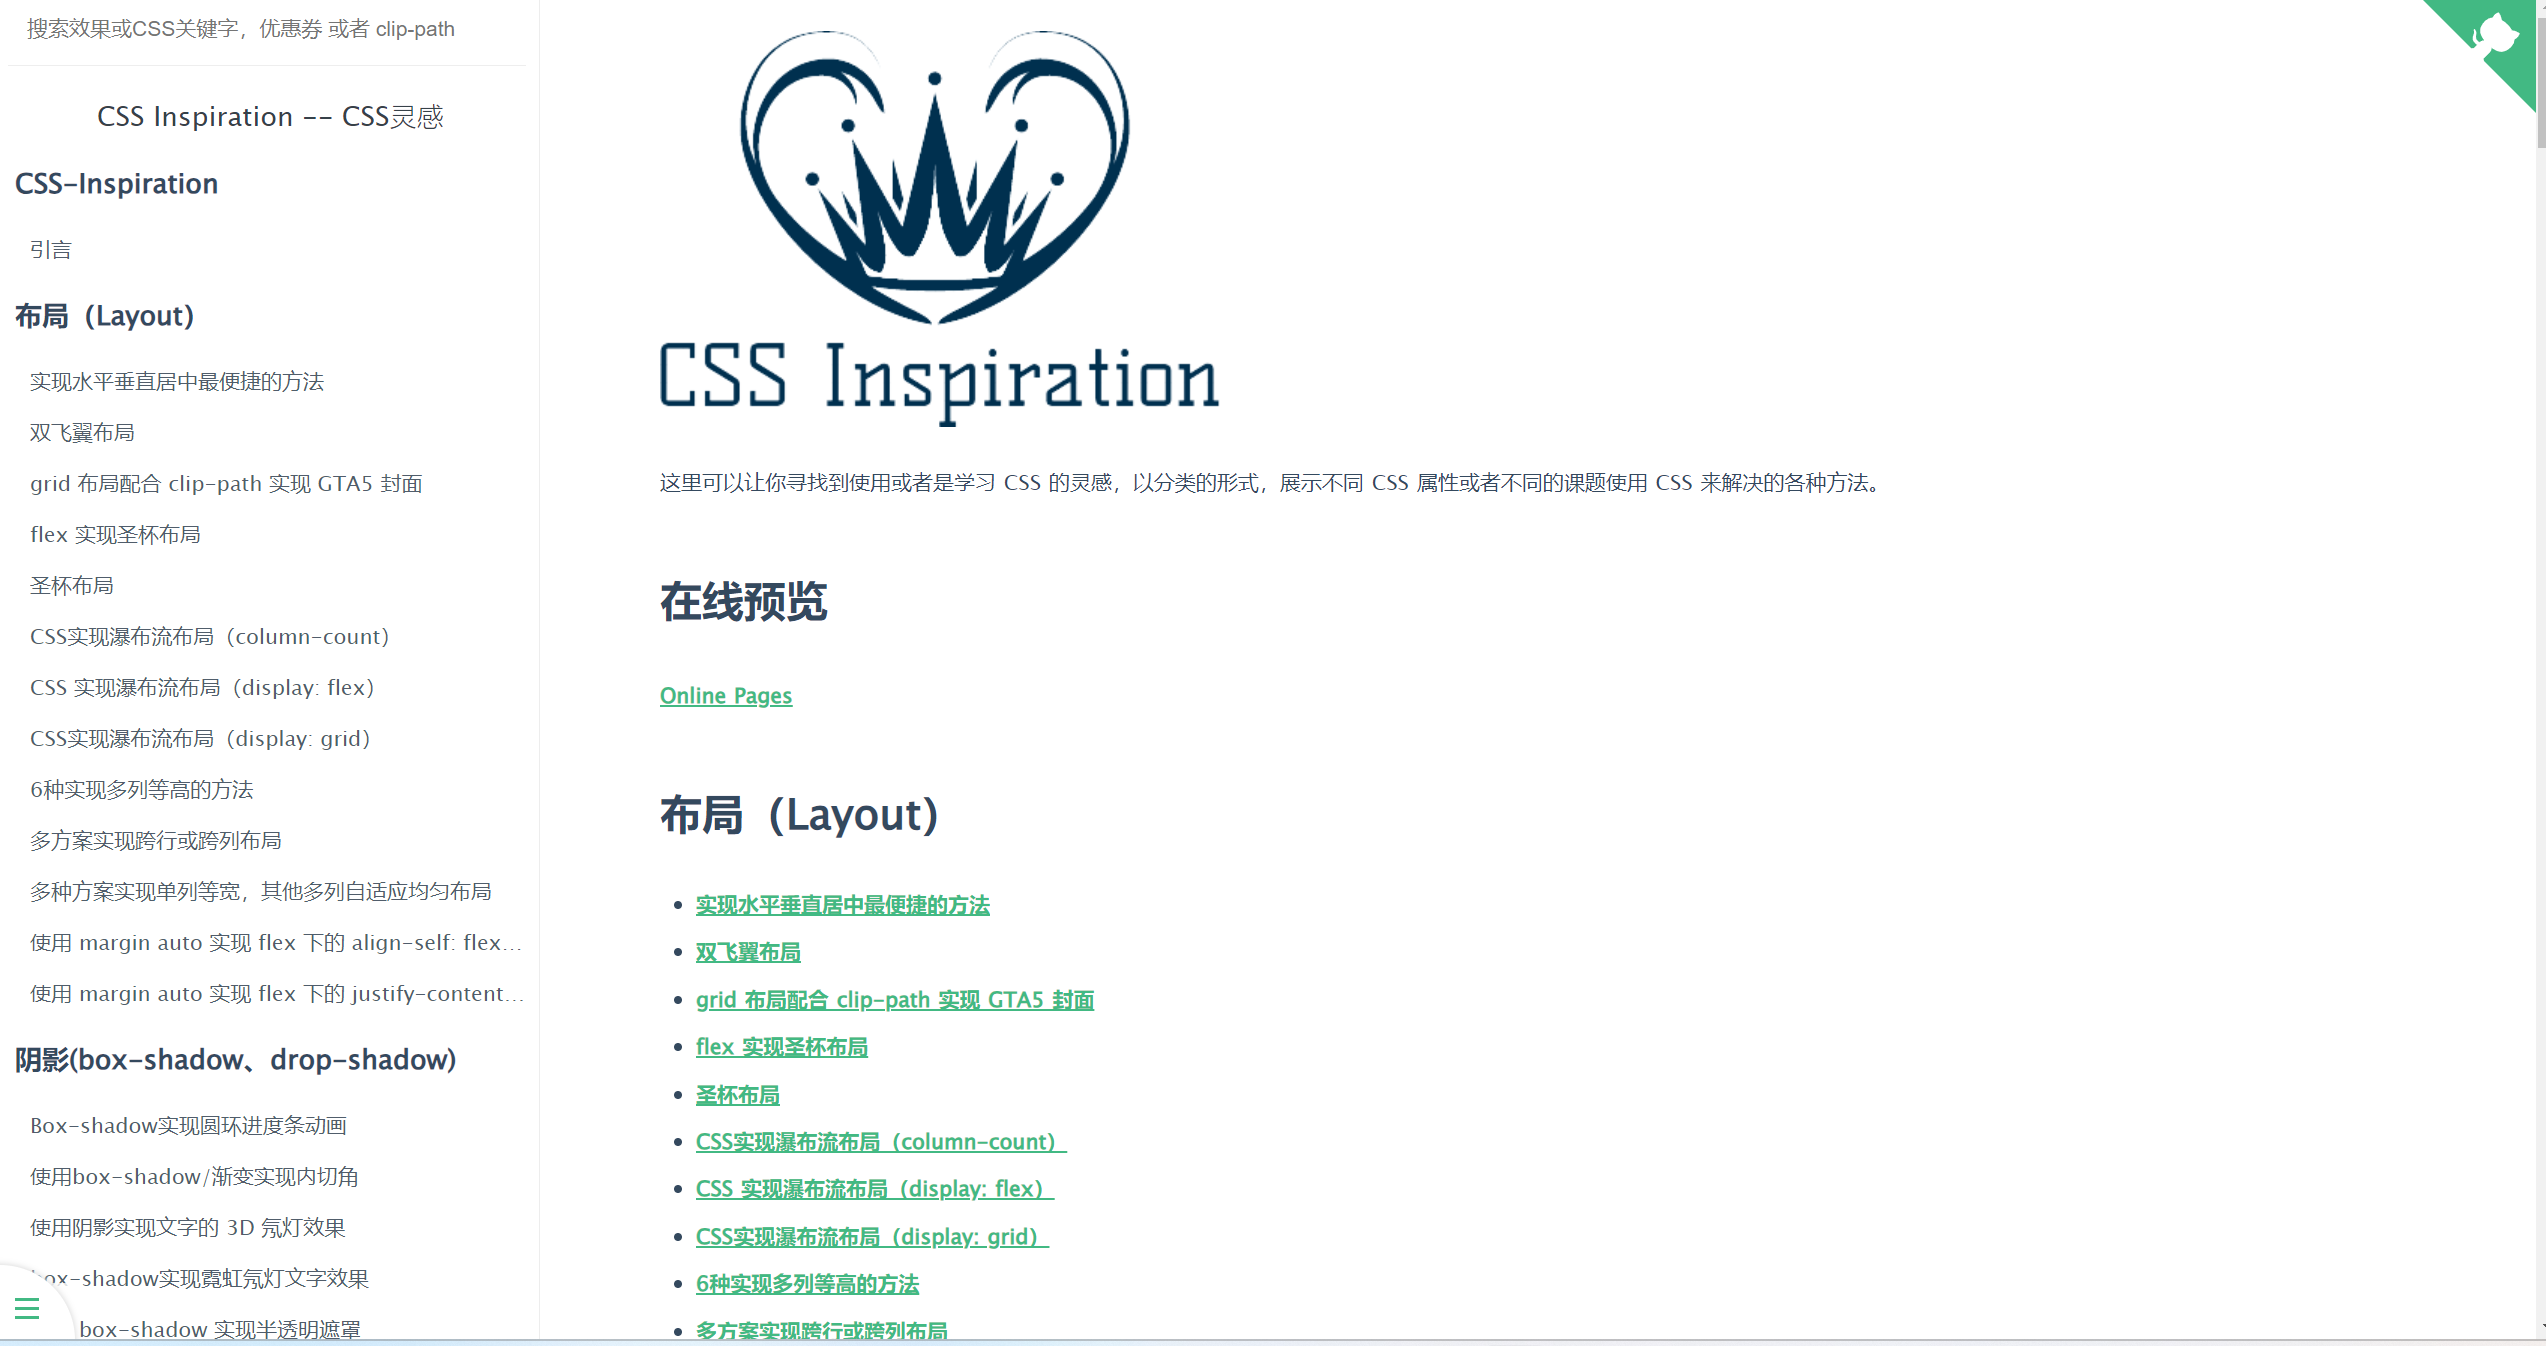 搜索效果或CSS关键字，优惠券 或者 clip-path
CSS Inspiration -- CSS灵感
CSS-Inspiration
引言
布局（Layout）
实现水平垂直居中最便捷的方法
双飞翼布局
grid 布局配合 clip-path 实现 GTA5 封面
flex 实现圣杯布局
圣杯布局
CSS实现瀑布流布局（column-count）
CSS 实现瀑布流布局（display: flex）
CSS实现瀑布流布局（display: grid）
6种实现多列等高的方法
多方案实现跨行或跨列布局
多种方案实现单列等宽，其他多列自适应均匀布局
使用 margin auto 实现 flex 下的 align-self: flex...
使用 margin auto 实现 flex 下的 justify-content...
阴影(box-shadow、drop-shadow)
Box-shadow实现圆环进度条动画
使用box-shadow/渐变实现内切角
使用阴影实现文字的 3D 氖灯效果
box-shadow实现霓虹氖灯文字效果
box-shadow 实现半透明遮罩
CSS Inspiration
这里可以让你寻找到使用或者是学习 CSS 的灵感，以分类的形式，展示不同 CSS 属性或者不同的课题使用 CSS 来解决的各种方法。
在线预览
Online Pages
布局（Layout）
实现水平垂直居中最便捷的方法
双飞翼布局
grid 布局配合 clip-path 实现 GTA5 封面
flex 实现圣杯布局
圣杯布局
CSS实现瀑布流布局（column-count）
CSS 实现瀑布流布局（display: flex）
CSS实现瀑布流布局（display: grid）
6种实现多列等高的方法
多方案实现跨行或跨列布局